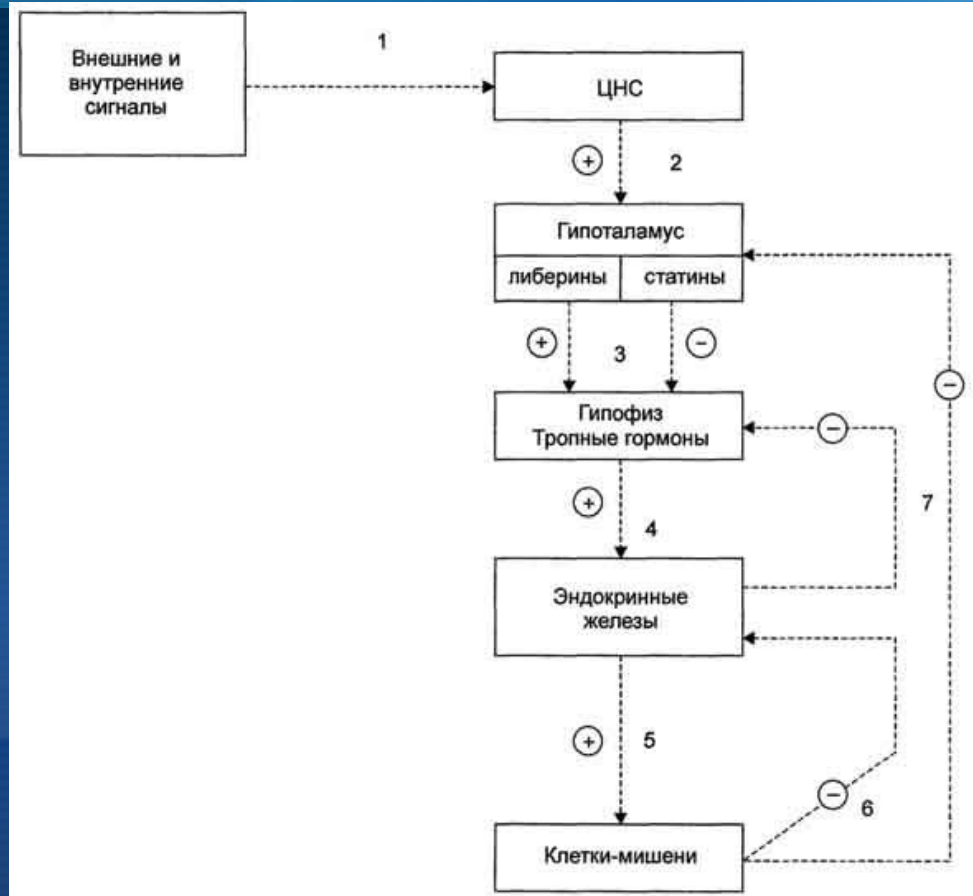 Внешние и
внутренние
сигналы
1
ЦНС
+
2
Гипоталамус
либерины
статины
+
3
−
−
Гипофиз
Тропные гормоны
−
+
4
7
Эндокринные
железы
+
5
−
6
Клетки-мишени